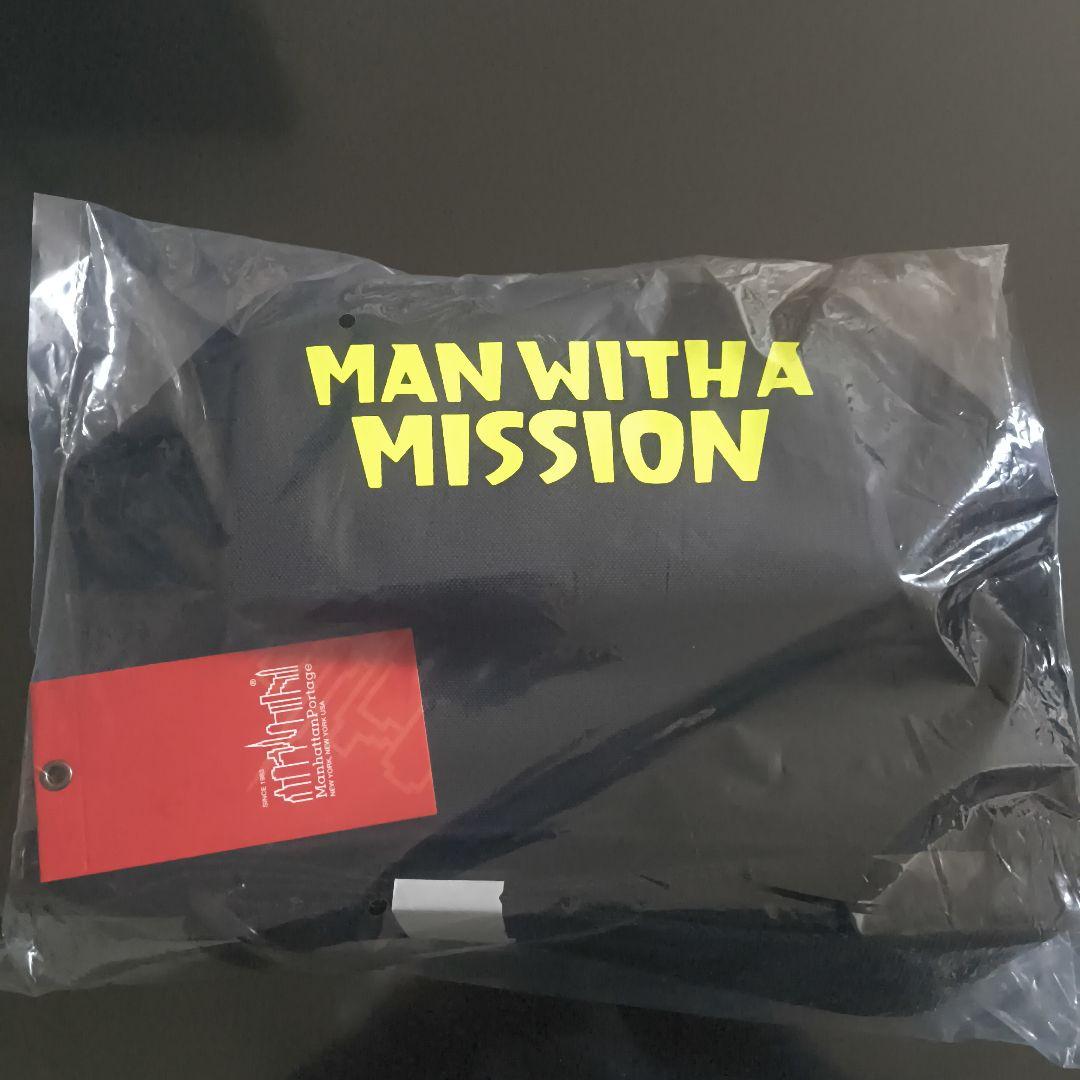 MAN WITH A
MISSION
SINCE 1983
®
ManhattanPortage
NEW YORK, NEW YORK USA